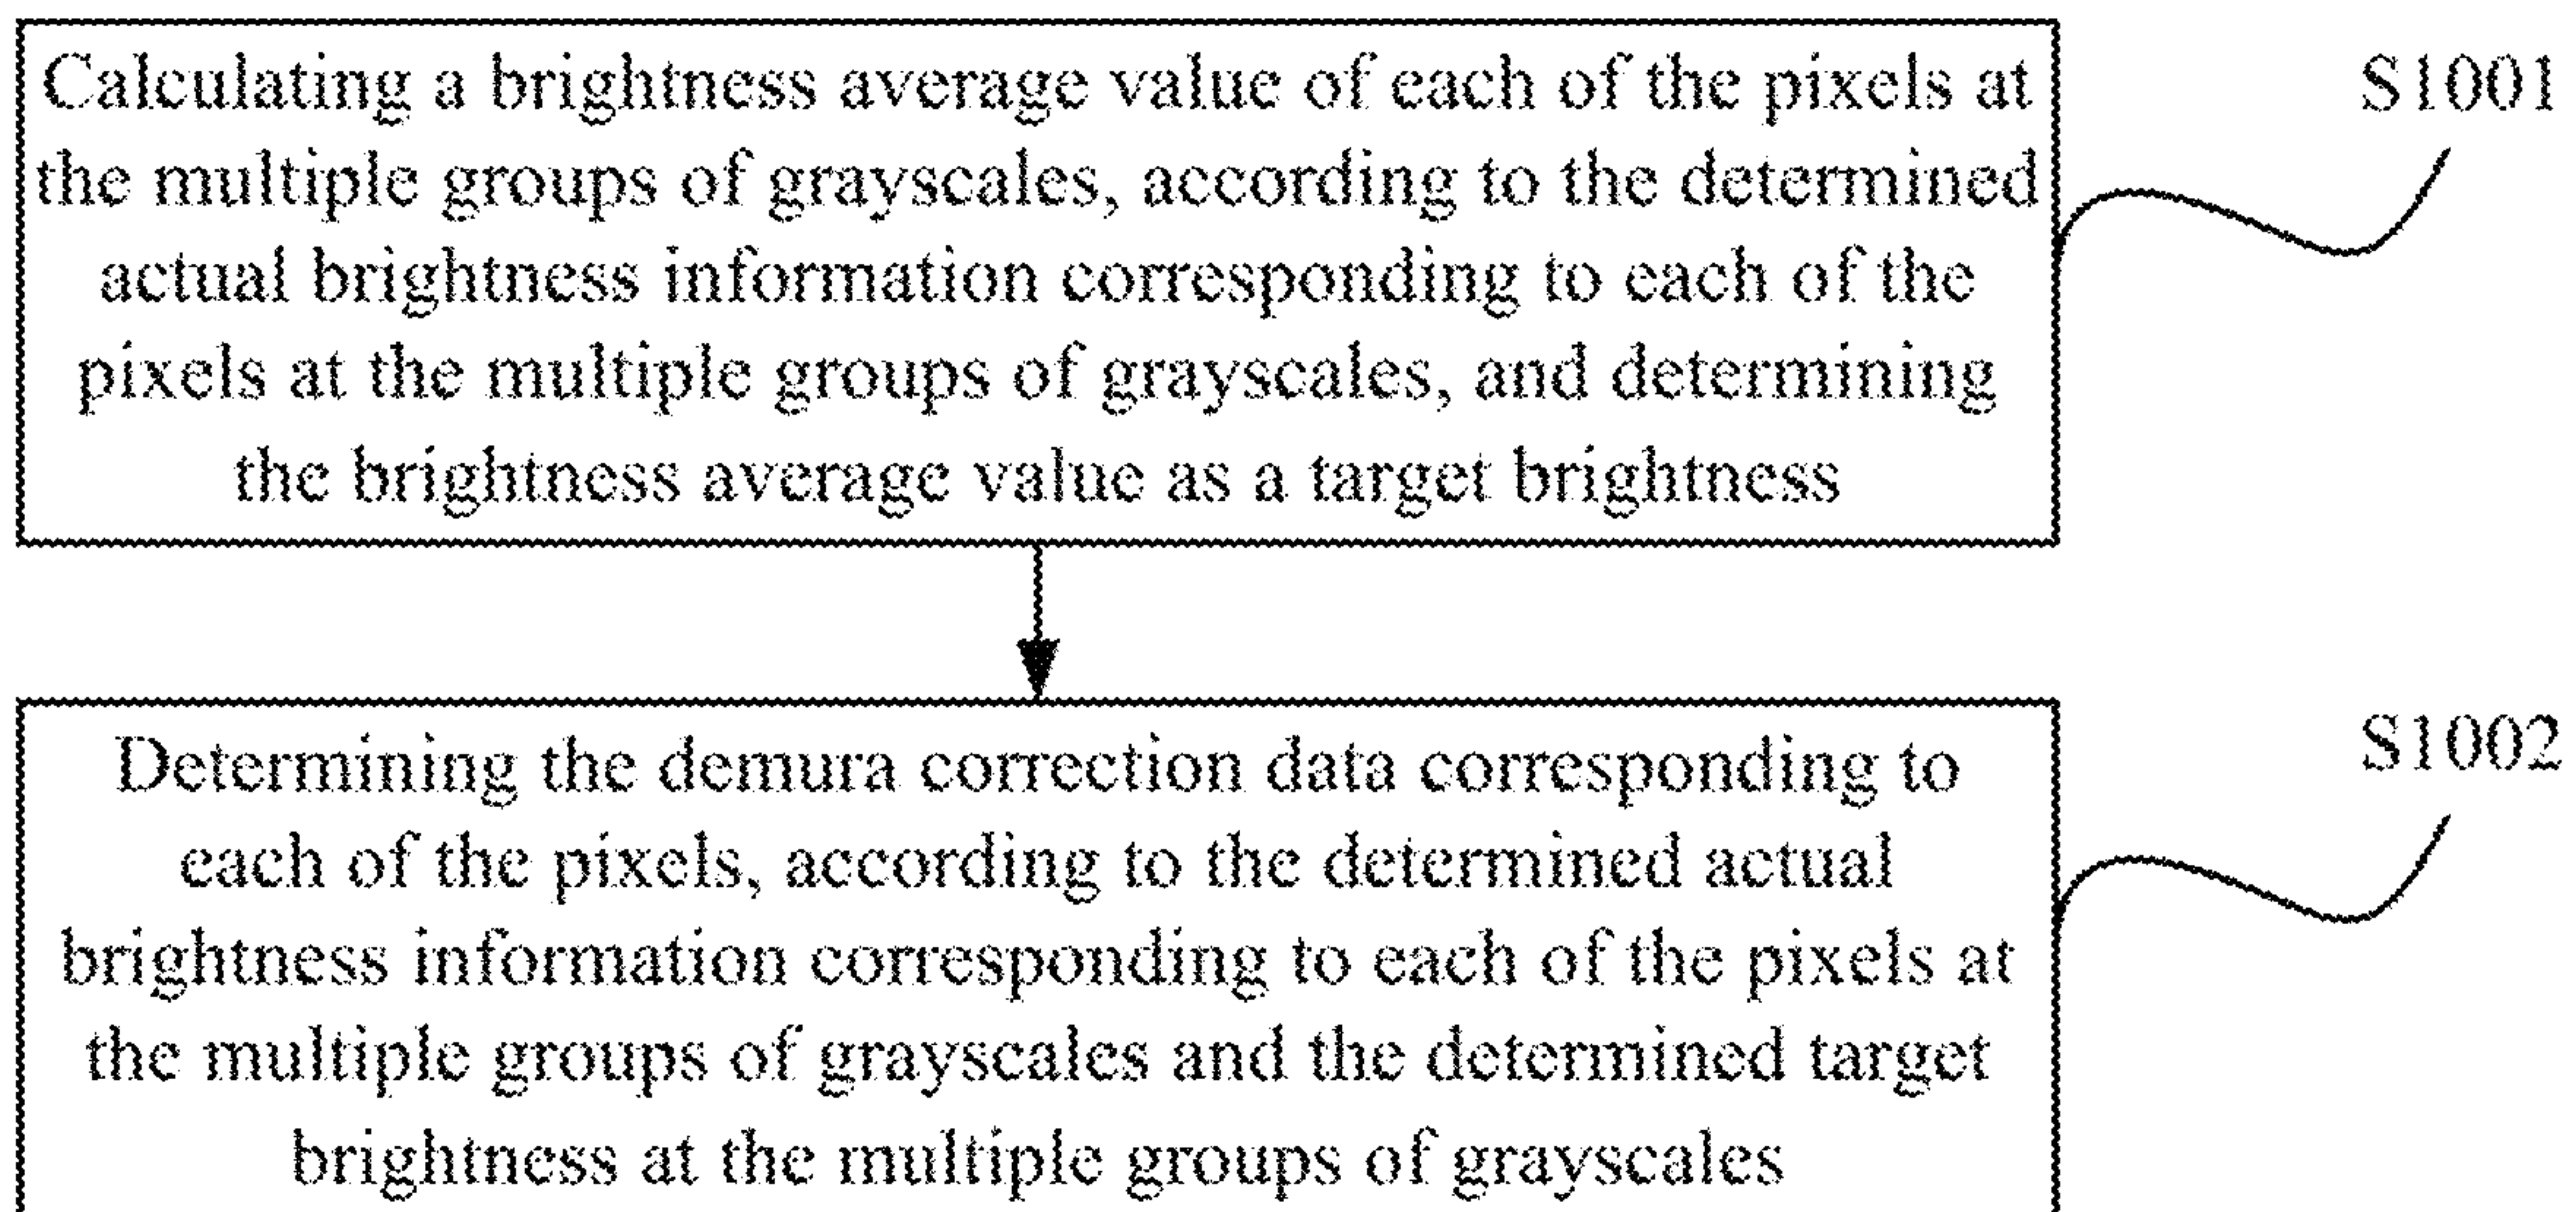 Calculating a brightness average value of each of the pixels at
the multiple groups of grayscales, according to the determined
actual brightness information corresponding to each of the
pixels at the multiple groups of grayscales, and determining
the brightness average value as a target brightness
S1001
Determining the demura correction data corresponding to
each of the pixels, according to the determined actual
brightness information corresponding to each of the pixels at
the multiple groups of grayscales and the determined target
brightness at the multiple groups of grayscales
S1002